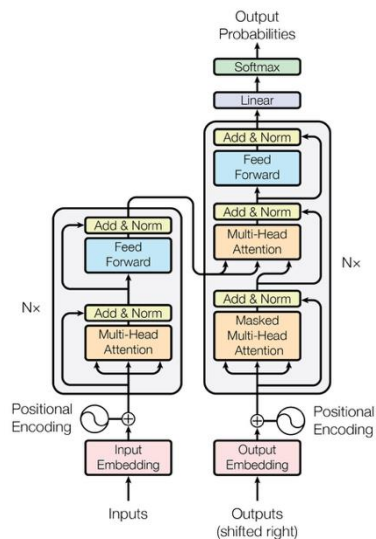 Output
Probabilities
Softmax
Linear
Add & Norm
Feed
Forward
Add & Norm
Multi-Head
Attention
Add & Norm
Masked
Multi-Head
Attention
Nx
Add & Norm
Feed
Forward
Add & Norm
Multi-Head
Attention
Nx
Positional
Encoding
Positional
Encoding
Input
Embedding
Output
Embedding
Inputs
Outputs
(shifted right)